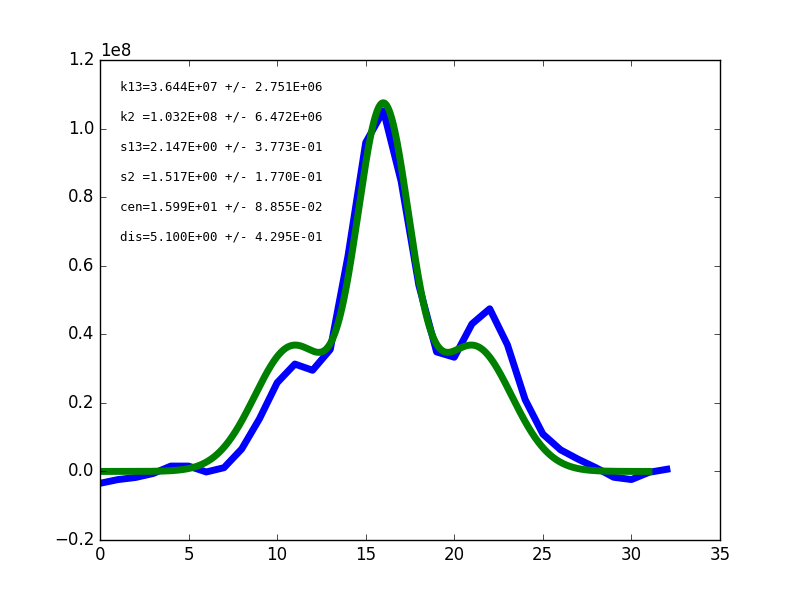 1e8
1.2
k13=3.644E+07 +/- 2.751E+06
k2 =1.032E+08 +/- 6.472E+06
1.0
s13=2.147E+00 +/- 3.773E-01
s2 =1.517E+00 +/- 1.770E-01
0.8
cen=1.599E+01 +/- 8.855E-02
dis=5.100E+00 +/- 4.295E-01
0.6
0.4
0.2
0.0
−0.2
0 5 10 15 20 25 30 35